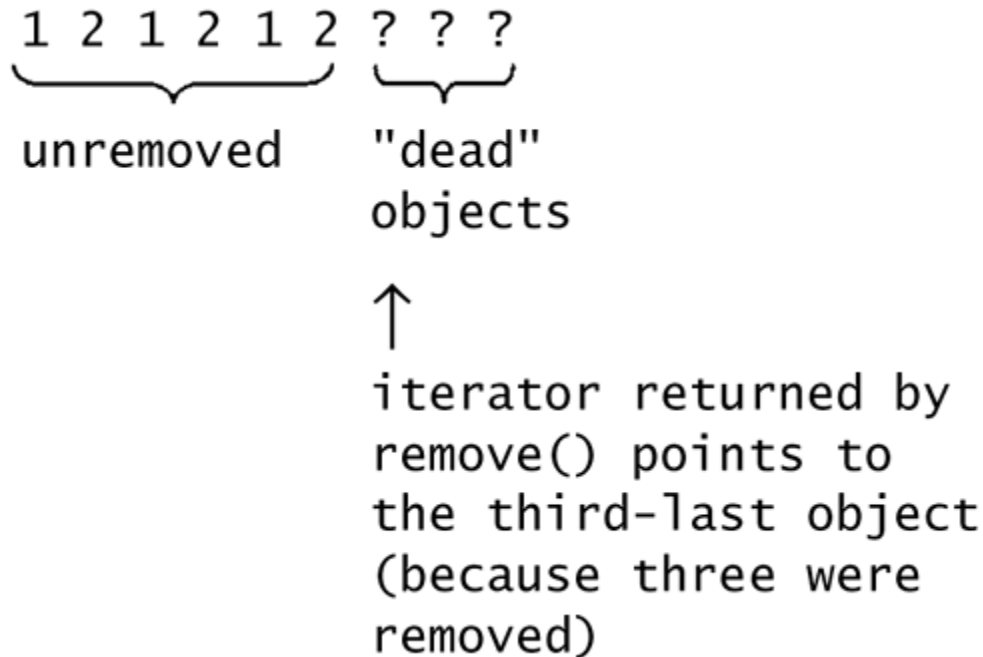 1 2 1 2 1 2 ? ? ?
unremoved "dead"
objects
iterator returned by
remove() points to
the third-last object
(because three were
removed)